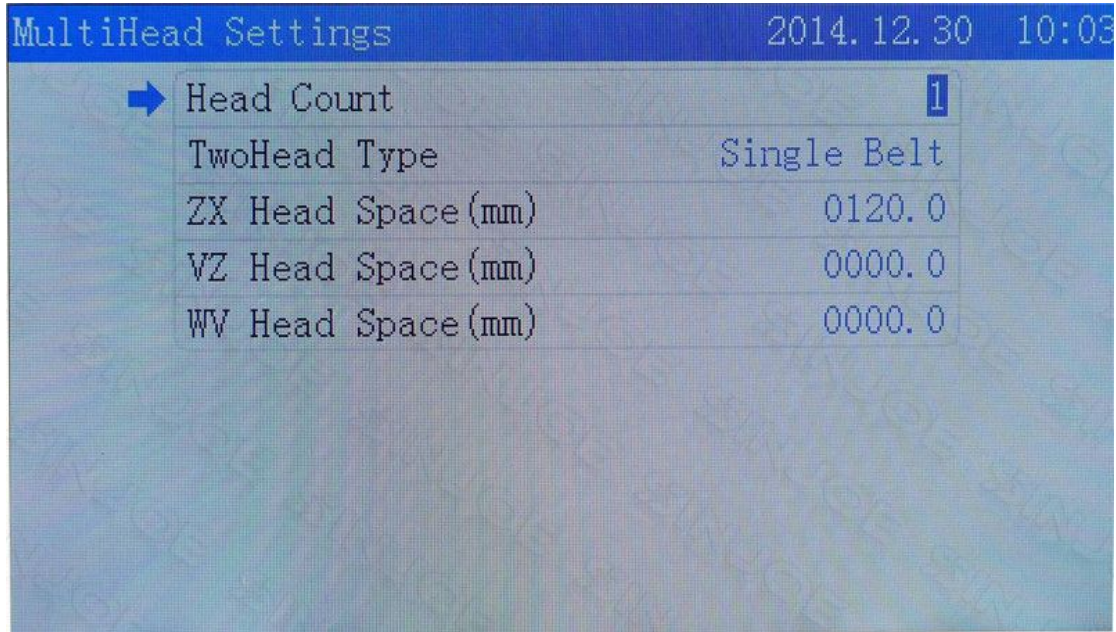 MultiHead Settings 2014.12.30 10:03
Head Count 1
TwoHead Type Single Belt
ZX Head Space(mm) 0120.0
VZ Head Space(mm) 0000.0
WV Head Space(mm) 0000.0